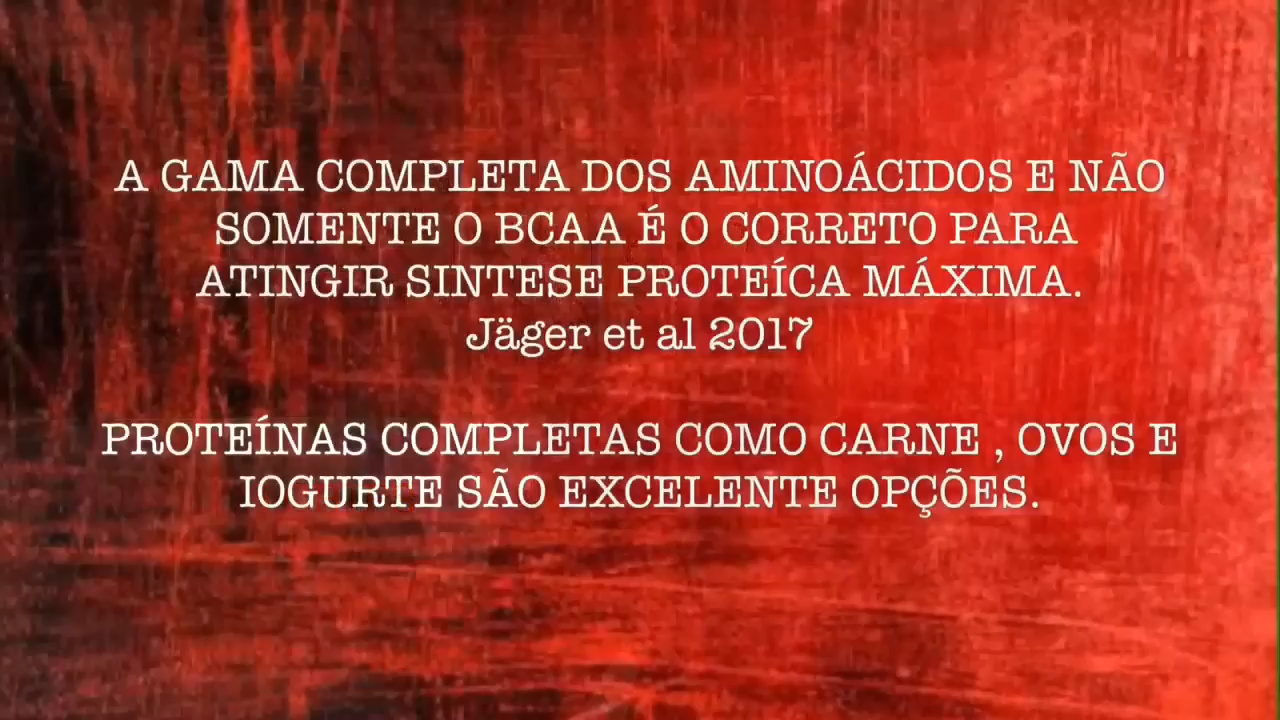 A GAMA COMPLETA DOS AMINOÁCIDOS E NÃO
SOMENTE O BCAA É O CORRETO PARA
ATINGIR SINTESE PROTEÍCA MÁXIMA.
Jäger et al 2017
PROTEÍNAS COMPLETAS COMO CARNE , OVOS E
IOGURTE SÃO EXCELENTE OPÇÕES.